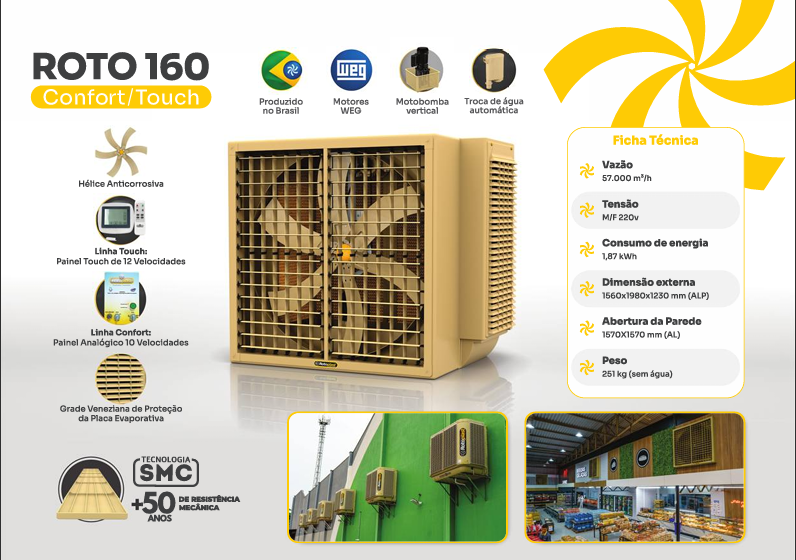 ROTO 160
Confort/Touch
Produzido
no Brasil
weg
Motores
WEG
Motobomba
vertical
Troca de água
automática
Hélice Anticorrosiva
Linha Touch:
Painel Touch de 12 Velocidades
Linha Confort:
Painel Analógico 10 Velocidades
Grade Veneziana de Proteção
da Placa Evaporativa
TECNOLOGIA
SMC
+50
ANOS
DE RESISTÊNCIA
MECÂNICA
Ficha Técnica
Vazão
57.000 m³/h
Tensão
M/F 220v
Consumo de energia
1,87 kWh
Dimensão externa
1560x1980x1230 mm (ALP)
Abertura da Parede
1570X1570 mm (AL)
Peso
251 kg (sem água)